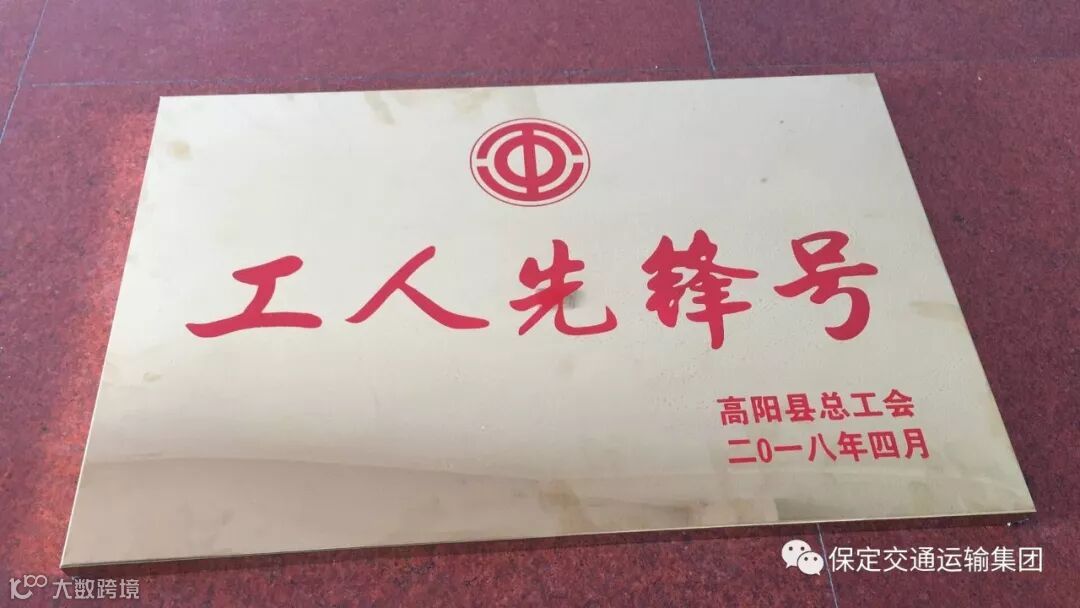 工人先锋号
高阳县总工会
二0一八年四月
保定交通运输集团
大数跨境